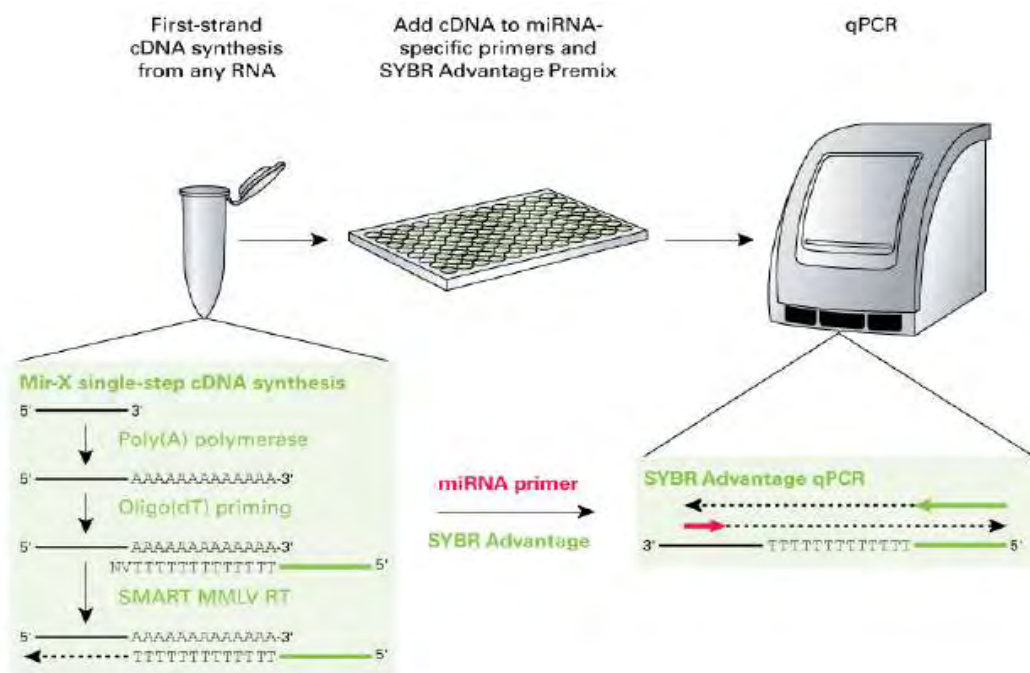 First-strand
cDNA synthesis
from any RNA
Add cDNA to miRNA-
specific primers and
SYBR Advantage Premix
qPCR
Mir-X single-step cDNA synthesis
5' 3'
Poly(A) polymerase
5' AAAAAAAAAAAAA-3'
Oligo(dT) priming
5' AAAAAAAAAAAAA-3'
NVTTTTTTTTTTTTT 5'
SMART MMLV RT
5' AAAAAAAAAAAAA-3'
TTTTTTTTTTTTT 5'
miRNA primer
SYBR Advantage
SYBR Advantage qPCR
3' TTTTTTTTTTTTT 5'